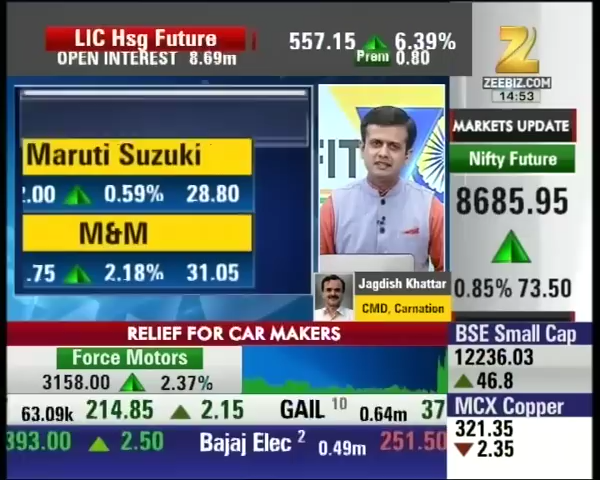 LIC Hsg Future
557.15 6.39%
OPEN INTEREST 8.69m
Prem 0.80
Z
ZEEBIZ.COM
14:53
MARKETS UPDATE
Nifty Future
8685.95
0.85% 73.50
Maruti Suzuki
.00 0.59% 28.80
M&M
.75 2.18% 31.05
FIT
Jagdish Khattar
CMD, Carnation
RELIEF FOR CAR MAKERS
Force Motors
3158.00 2.37%
BSE Small Cap
12236.03
46.8
63.09k 214.85 2.15 GAIL 10 0.64m 37
MCX Copper
321.35
2.35
393.00 2.50 Bajaj Elec 2 0.49m 251.50